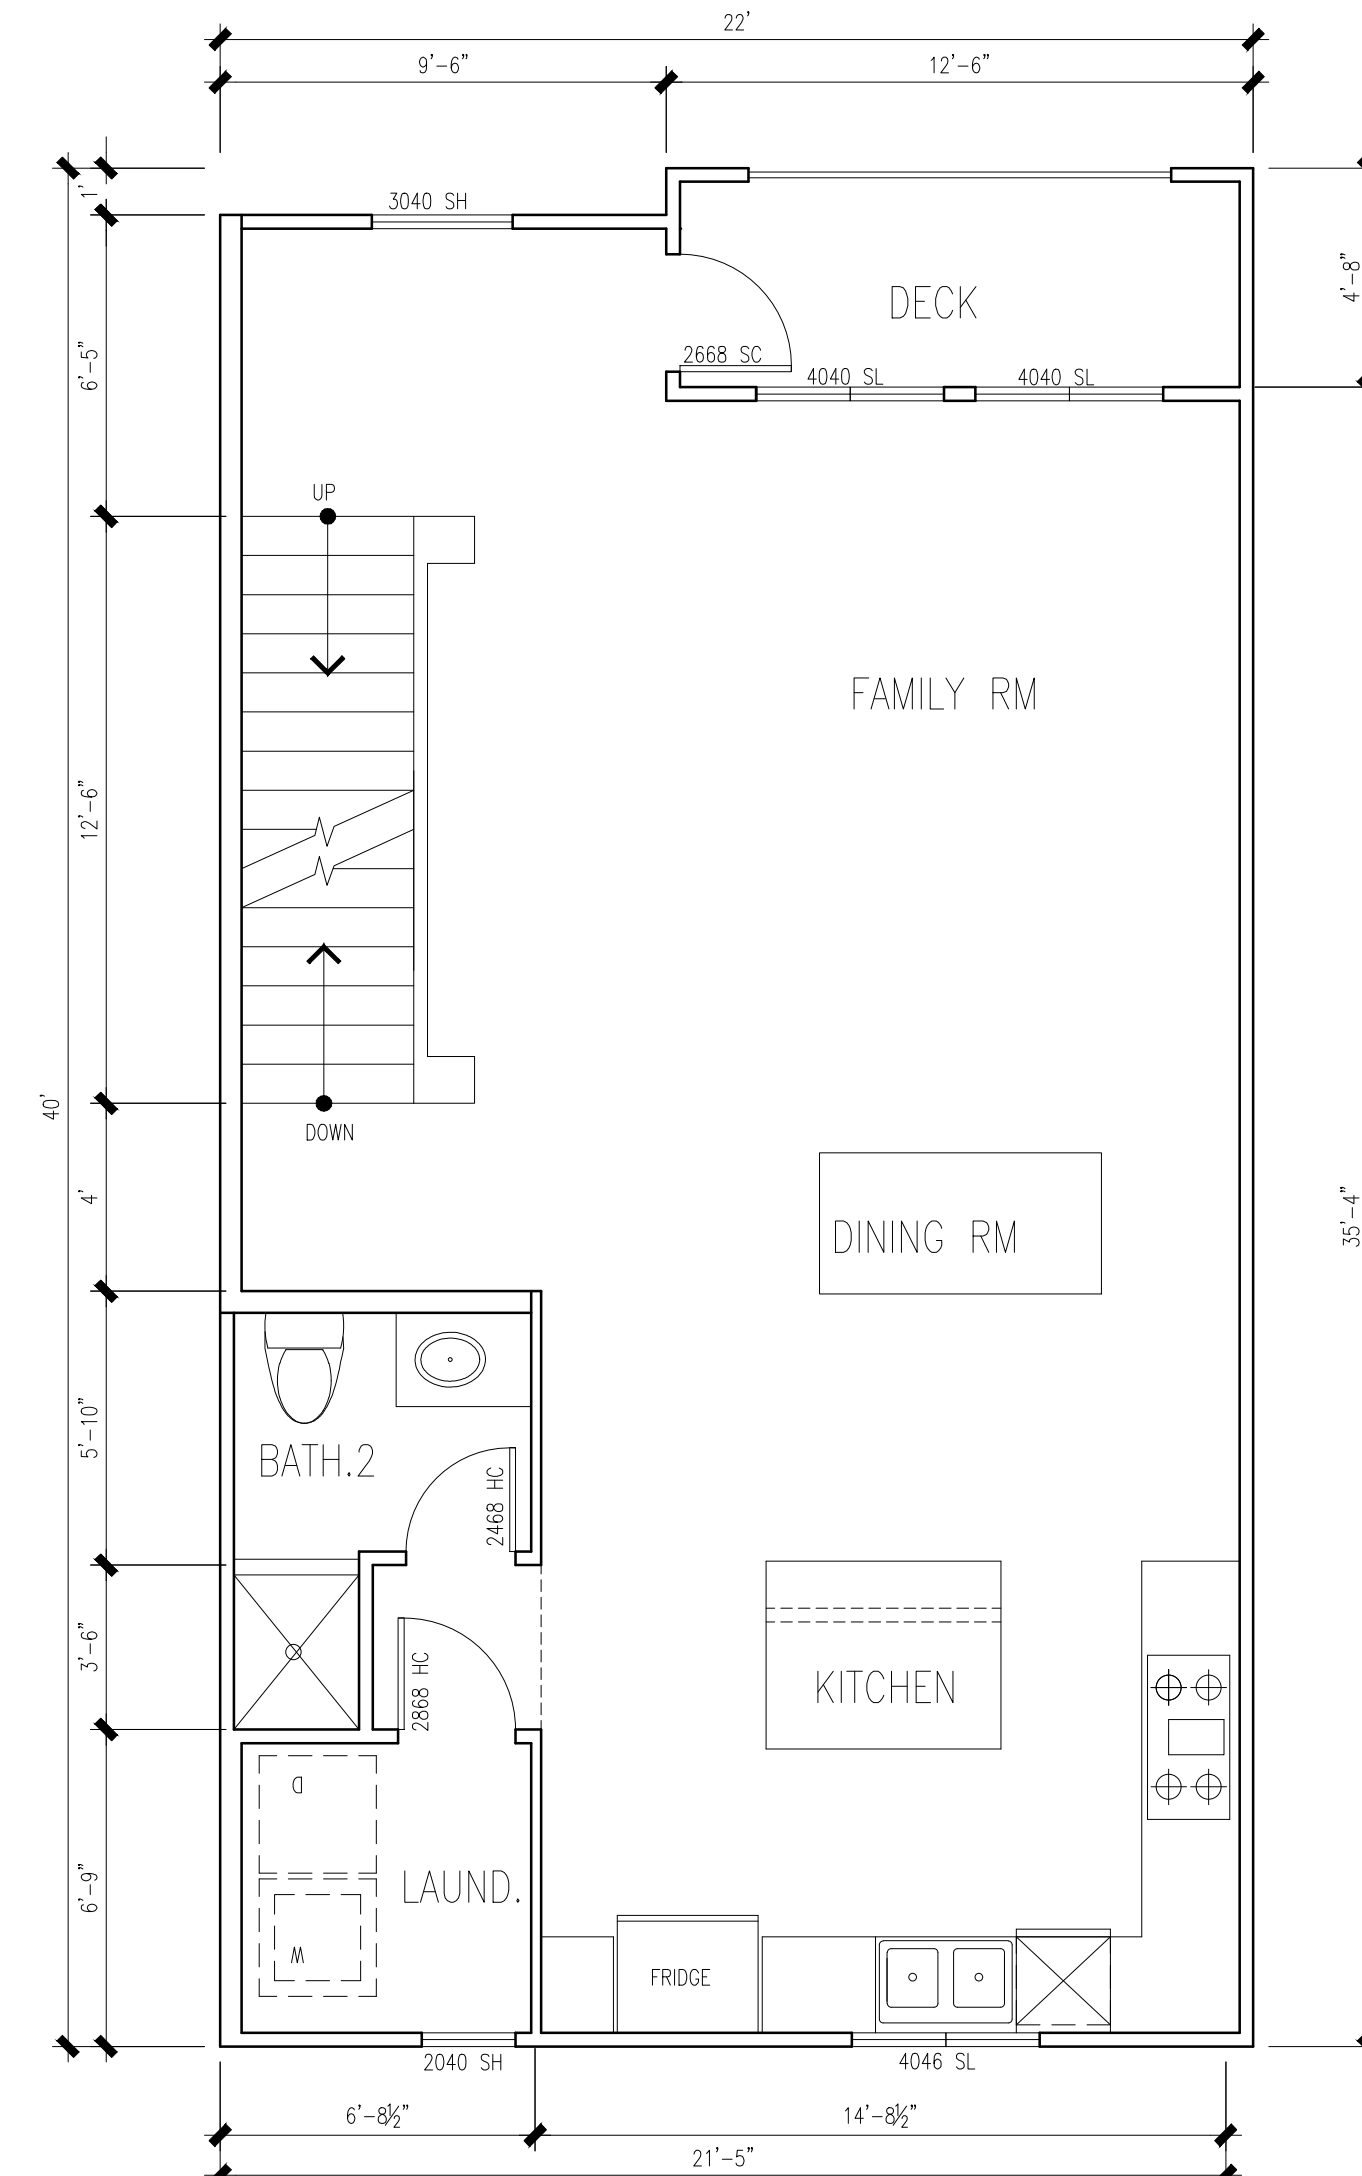 22'
9'-6"
12'-6"
1'
3040 SH
4'-8"
DECK
6'-5"
2668 SC
4040 SL
4040 SL
UP
FAMILY RM
12'-6"
40'
DOWN
4'
35'-4"
DINING RM
5'-10"
BATH.2
2468 HC
3'-6"
2868 HC
KITCHEN
D
6'-9"
LAUND.
W
FRIDGE
2040 SH
4046 SL
6'-8½"
14'-8½"
21'-5"